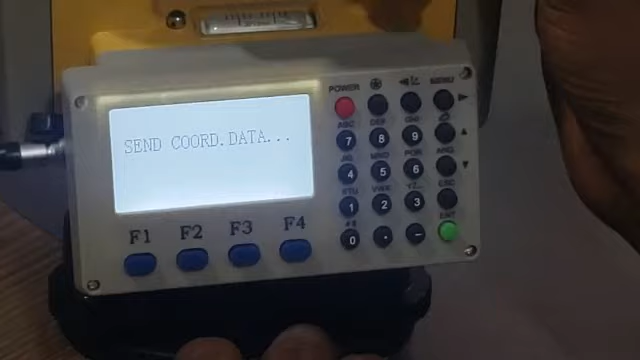 SEND COORD.DATA...
POWER
MENU
ABC
DEF
GHI
7
8
9
JKL
MNO
PQR
ANG
4
5
6
STU
VWX
YZ_
ESC
1
2
3
ENT
0
.
−
F1
F2
F3
F4